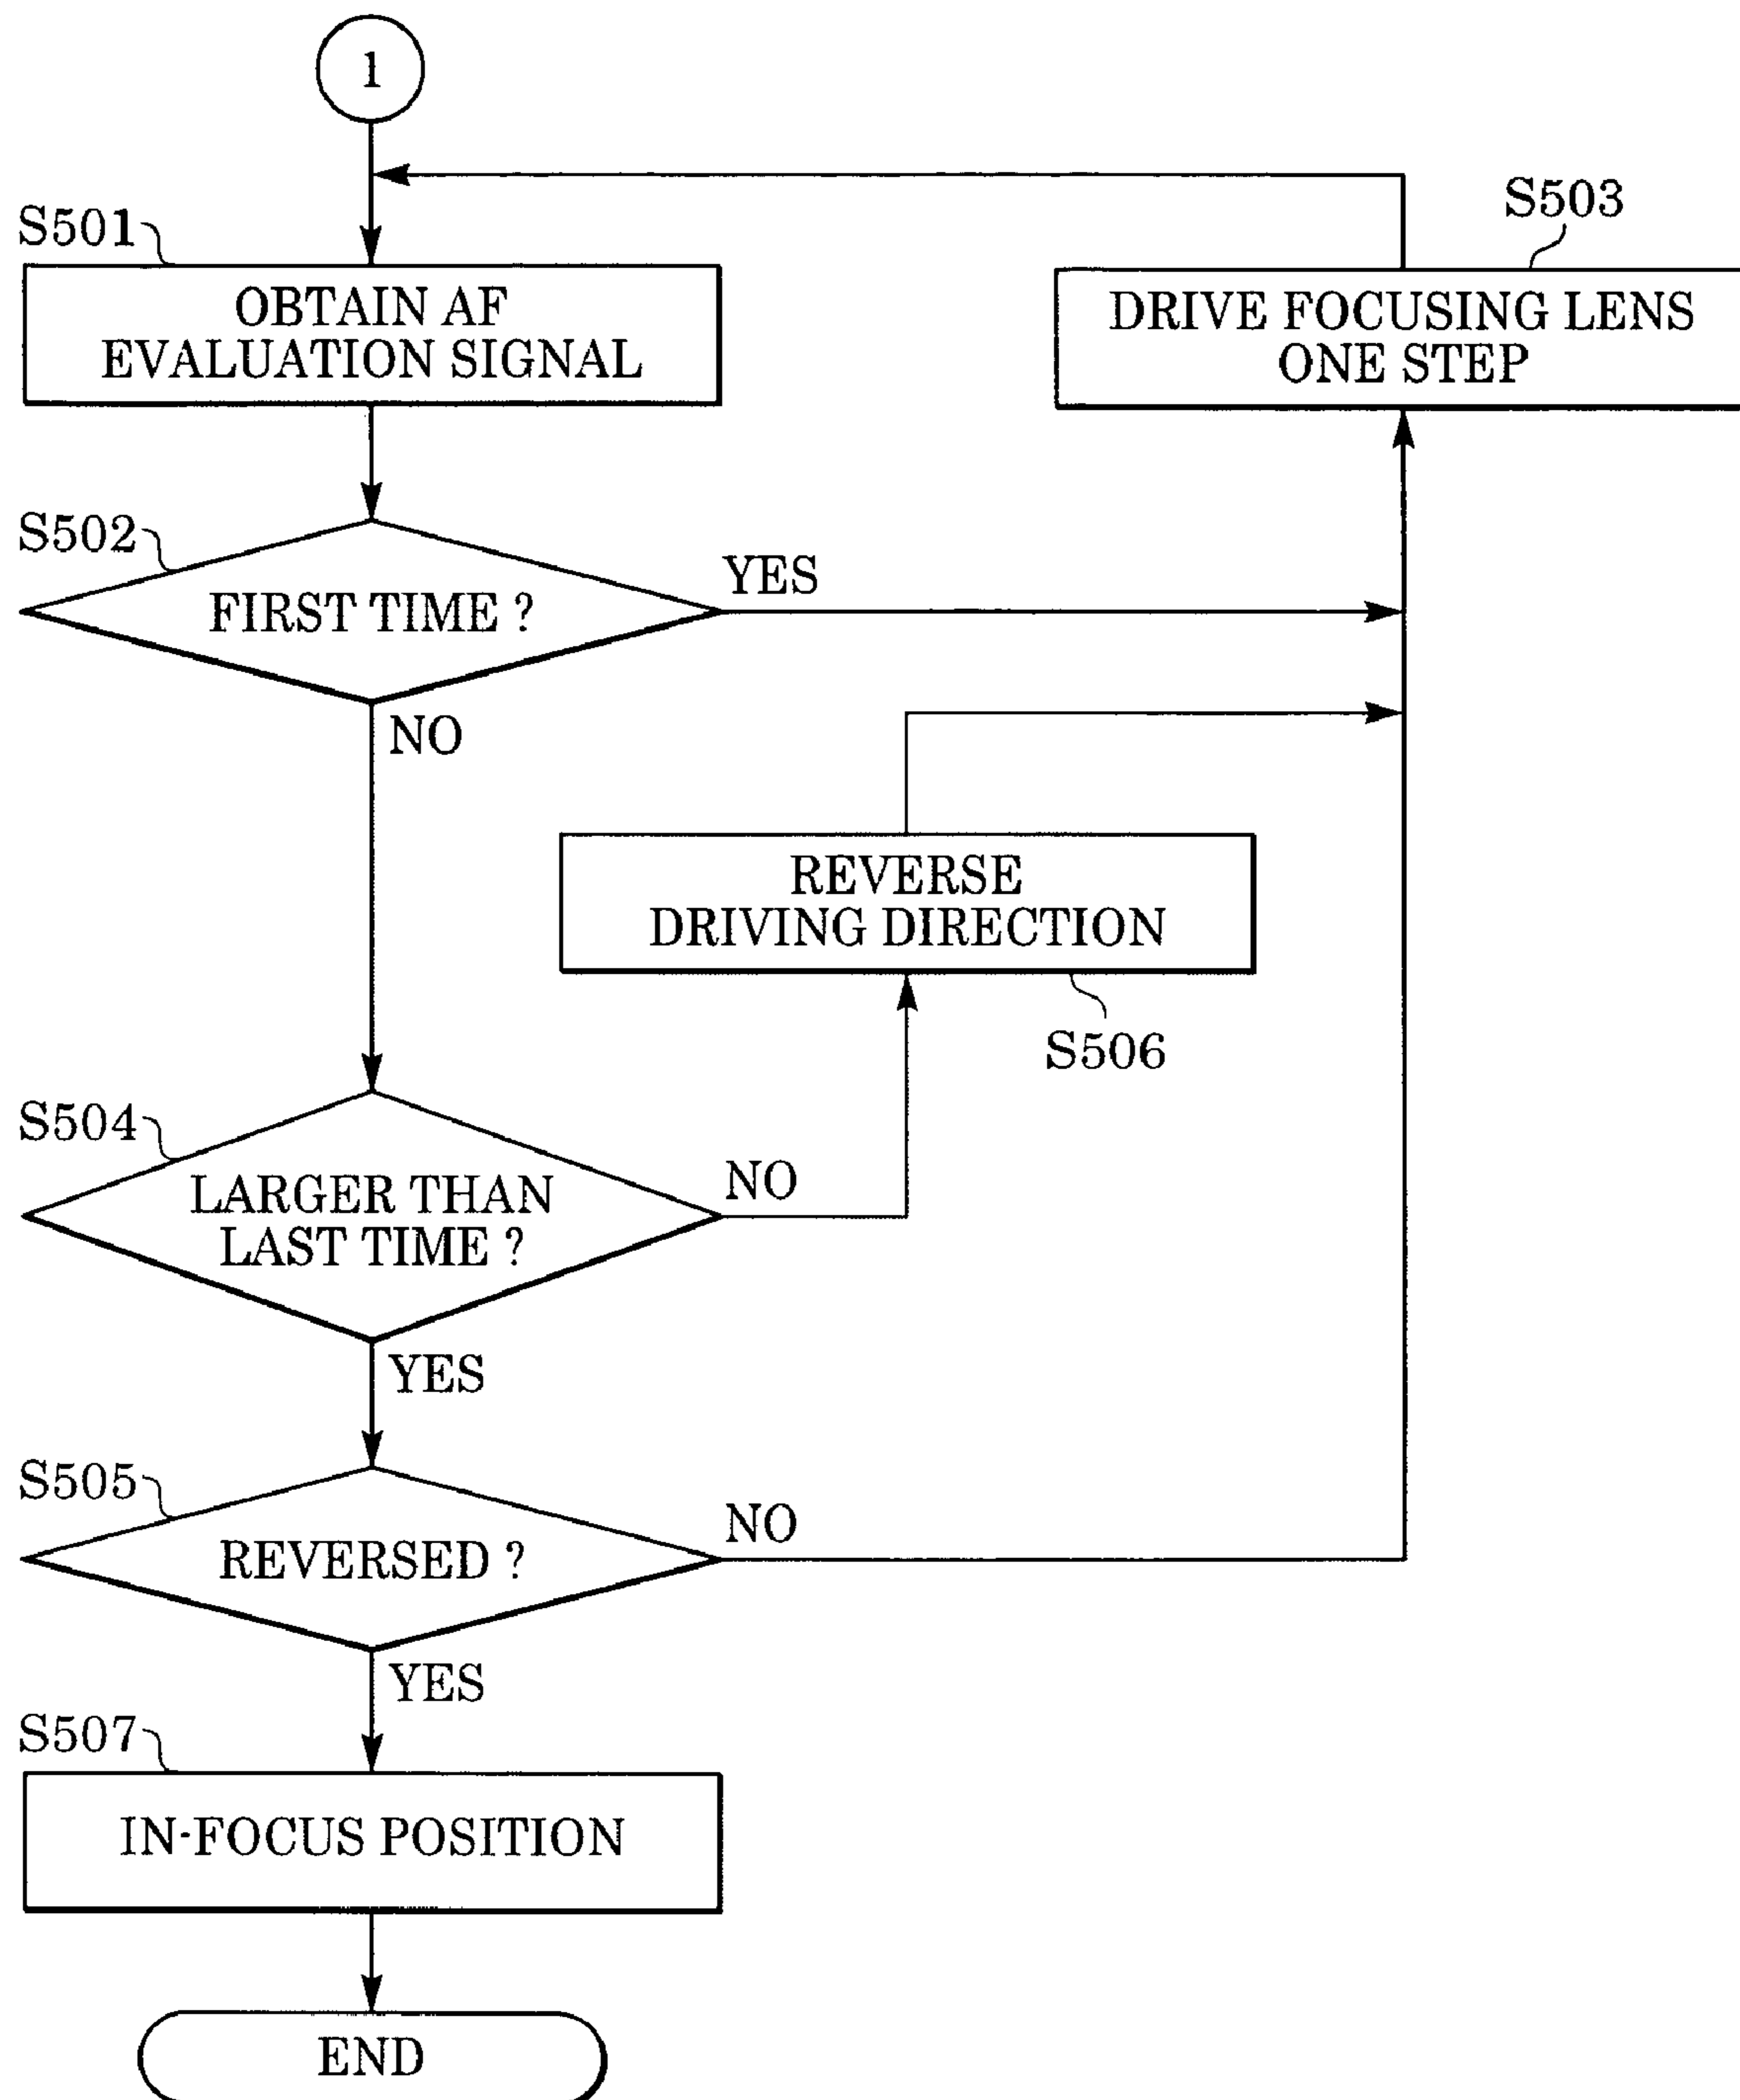 1
S501
OBTAIN AF
EVALUATION SIGNAL
S503
DRIVE FOCUSING LENS
ONE STEP
S502
FIRST TIME ?
YES
NO
REVERSE
DRIVING DIRECTION
S506
S504
LARGER THAN
LAST TIME ?
NO
YES
S505
REVERSED ?
NO
YES
S507
IN-FOCUS POSITION
END